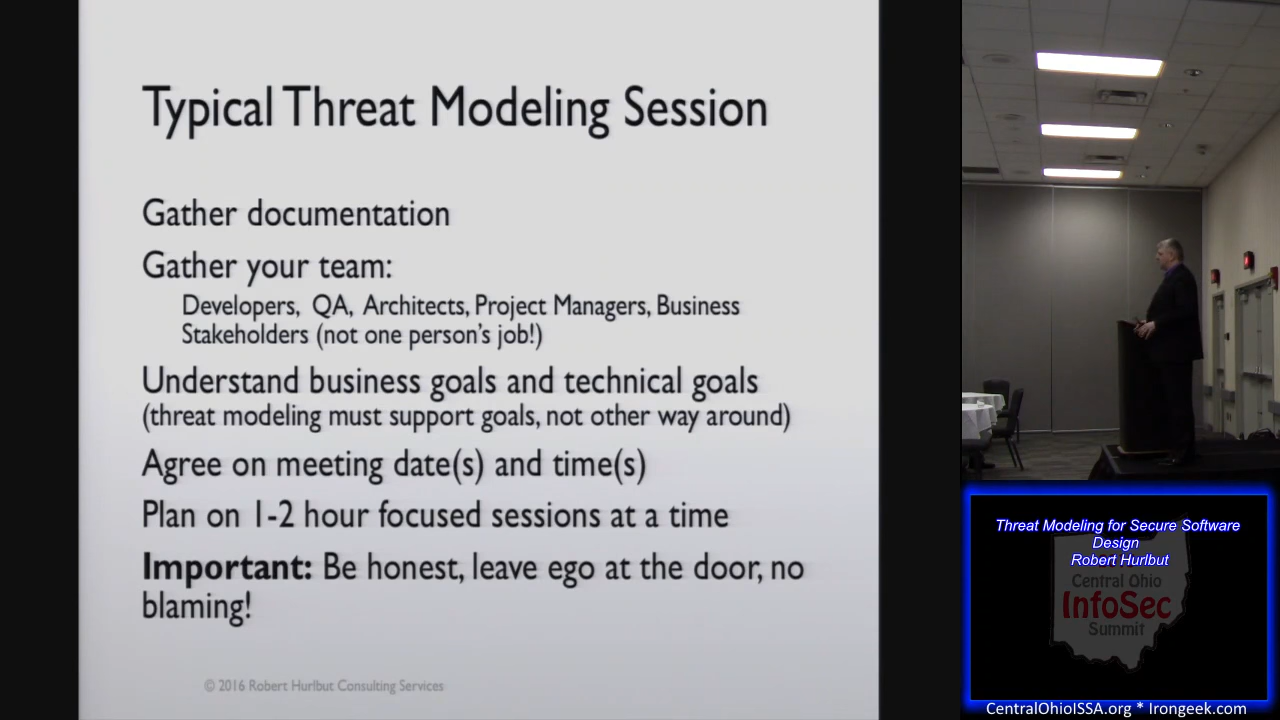 Typical Threat Modeling Session
Gather documentation
Gather your team:
Developers, QA, Architects, Project Managers, Business
Stakeholders (not one person's job!)
Understand business goals and technical goals
(threat modeling must support goals, not other way around)
Agree on meeting date(s) and time(s)
Plan on 1-2 hour focused sessions at a time
Important: Be honest, leave ego at the door, no
blaming!
© 2016 Robert Hurlbut Consulting Services
Threat Modeling for Secure Software
Design
Robert Hurlbut
Central Ohio
InfoSec
Summit
CentralOhioISSA.org * Irongeek.com